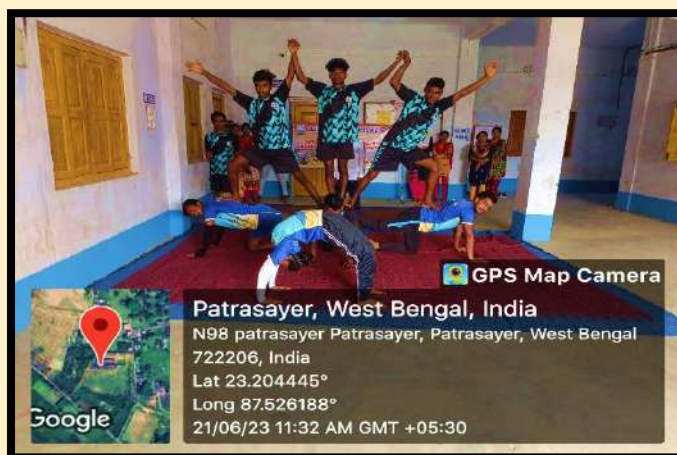 GPS Map Camera
Patrasayer, West Bengal, India
N98 patrasayer Patrasayer, Patrasayer, West Bengal
722206, India
Lat 23.204445°
Long 87.526188°
21/06/23 11:32 AM GMT +05:30
Google